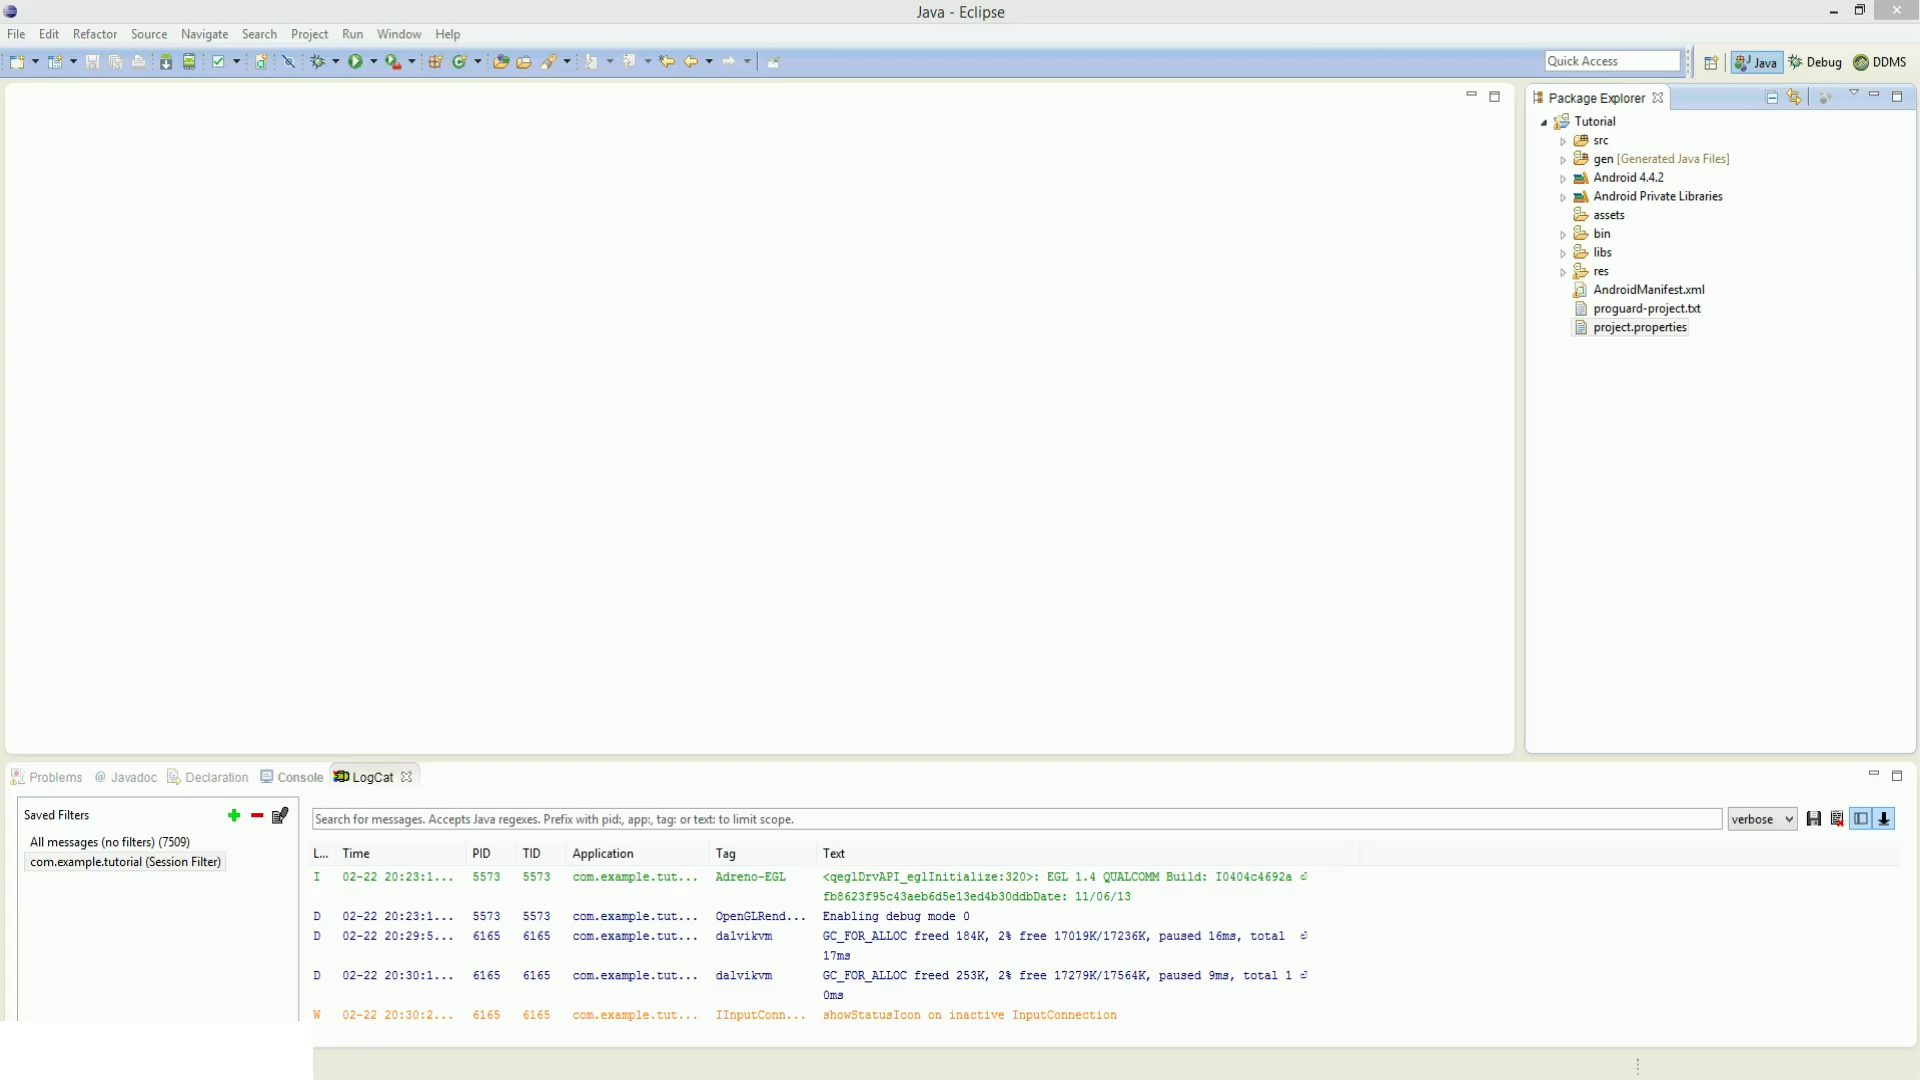 Java - Eclipse
File Edit Refactor Source Navigate Search Project Run Window Help
Quick Access
Java Debug DDMS
Package Explorer
Tutorial
src
gen [Generated Java Files]
Android 4.4.2
Android Private Libraries
assets
bin
libs
res
AndroidManifest.xml
proguard-project.txt
project.properties
Problems @ Javadoc Declaration Console LogCat
Saved Filters
All messages (no filters) (7509)
com.example.tutorial (Session Filter)
Search for messages. Accepts Java regexes. Prefix with pid:, app:, tag: or text: to limit scope.
verbose
L... Time PID TID Application Tag Text
I 02-22 20:23:1... 5573 5573 com.example.tut... Adreno-EGL <qeglDrvAPI_eglInitialize:320>: EGL 1.4 QUALCOMM Build: I0404c4692a
fb8623f95c43aeb6d5e13ed4b30ddbDate: 11/06/13
D 02-22 20:23:1... 5573 5573 com.example.tut... OpenGLRend... Enabling debug mode 0
D 02-22 20:29:5... 6165 6165 com.example.tut... dalvikvm GC_FOR_ALLOC freed 184K, 2% free 17019K/17236K, paused 16ms, total
17ms
D 02-22 20:30:1... 6165 6165 com.example.tut... dalvikvm GC_FOR_ALLOC freed 253K, 2% free 17279K/17564K, paused 9ms, total 1
0ms
W 02-22 20:30:2... 6165 6165 com.example.tut... IInputConn... showStatusIcon on inactive InputConnection